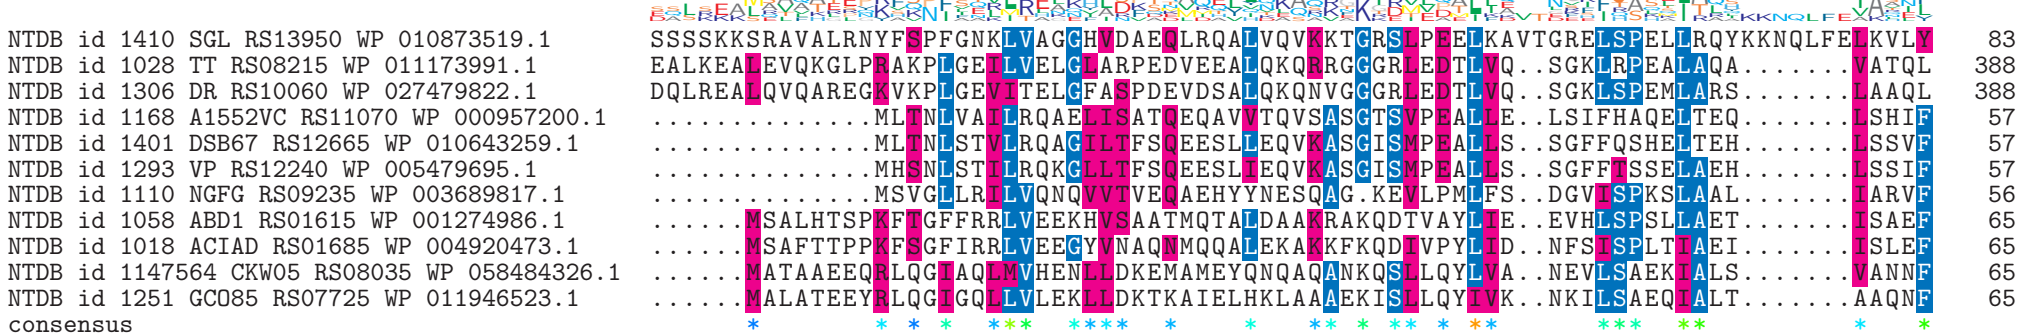 NTDB id 1410 SGL RS13950 WP 010873519.1 SSSSKKSRAVALRNYFSPFGNKLVAGGHVDAEQLRQALVQVKKTGRSLPEELKAVTGRELSPELLRQYKKNQLFELKVLY 83
NTDB id 1028 TT RS08215 WP 011173991.1 EALKEALEVQKGLPRAKPLGEILVELGLARPEDVEEALQKQRRGGGRLEDTLVQ..SGKLRPEALAQA.......VATQL 388
NTDB id 1306 DR RS10060 WP 027479822.1 DQLREALQVQAREGKVKPLGEVITELGFASPDEVDSALQKQNVGGGRLEDTLVQ..SGKLSPEMLARS.......LAAQL 388
NTDB id 1168 A1552VC RS11070 WP 000957200.1 ..............MLTNLVAILRQAELISATQEQAVVTQVSASGTSVPEALLE..LSIFHAQELTEQ.......LSHIF 57
NTDB id 1401 DSB67 RS12665 WP 010643259.1 ..............MLTNLSTVLRQAGILTFSQEESLLEQVKASGISMPEALLS..SGFFQSHELTEH.......LSSVF 57
NTDB id 1293 VP RS12240 WP 005479695.1 ..............MHSNLSTILRQKGLLTFSQEESLIEQVKASGISMPEALLS..SGFFTSSELAEH.......LSSIF 57
NTDB id 1110 NGFG RS09235 WP 003689817.1 ..............MSVGLLRILVQNQVVTVEQAEHYYNESQAG.KEVLPMLFS..DGVISPKSLAAL.......IARVF 56
NTDB id 1058 ABD1 RS01615 WP 001274986.1 ......MSALHTSPKFTGFFRRLVEEKHVSAATMQTALDAAKRAKQDTVAYLIE..EVHLSPSLLAET.......ISAEF 65
NTDB id 1018 ACIAD RS01685 WP 004920473.1 ......MSAFTTPPKFSGFIRRLVEEGYVNAQNMQQALEKAKKFKQDIVPYLID..NFSISPLTIAEI.......ISLEF 65
NTDB id 1147564 CKW05 RS08035 WP 058484326.1 ......MATAAEEQRLQGIAQLMVHENLLDKEMAMEYQNQAQANKQSLLQYLVA..NEVLSAEKIALS.......VANNF 65
NTDB id 1251 GCO85 RS07725 WP 011946523.1 ......MALATEEYRLQGIGQLLVLEKLLDKTKAIELHKLAAAEKISLLQYIVK..NKILSAEQIALT.......AAQNF 65
consensus * * * * *** **** * * ** * ** * ** *** ** * *